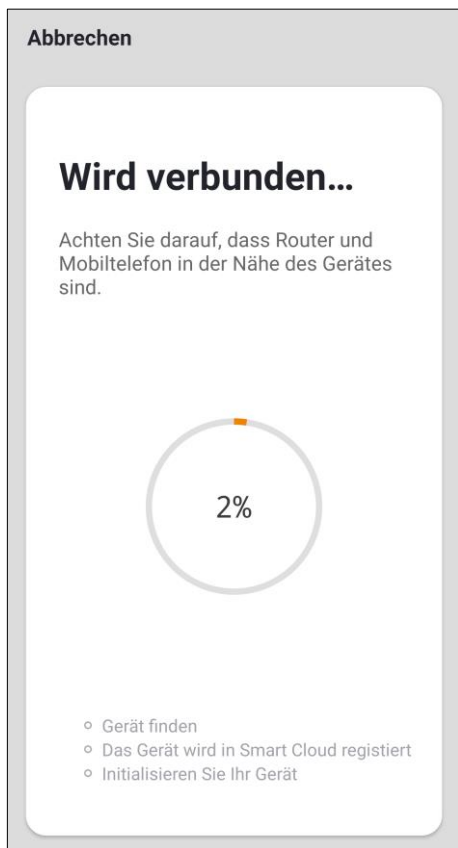 Abbrechen
Wird verbunden...
Achten Sie darauf, dass Router und
Mobiltelefon in der Nähe des Gerätes
sind.
2%
Gerät finden
Das Gerät wird in Smart Cloud registiert
Initialisieren Sie Ihr Gerät